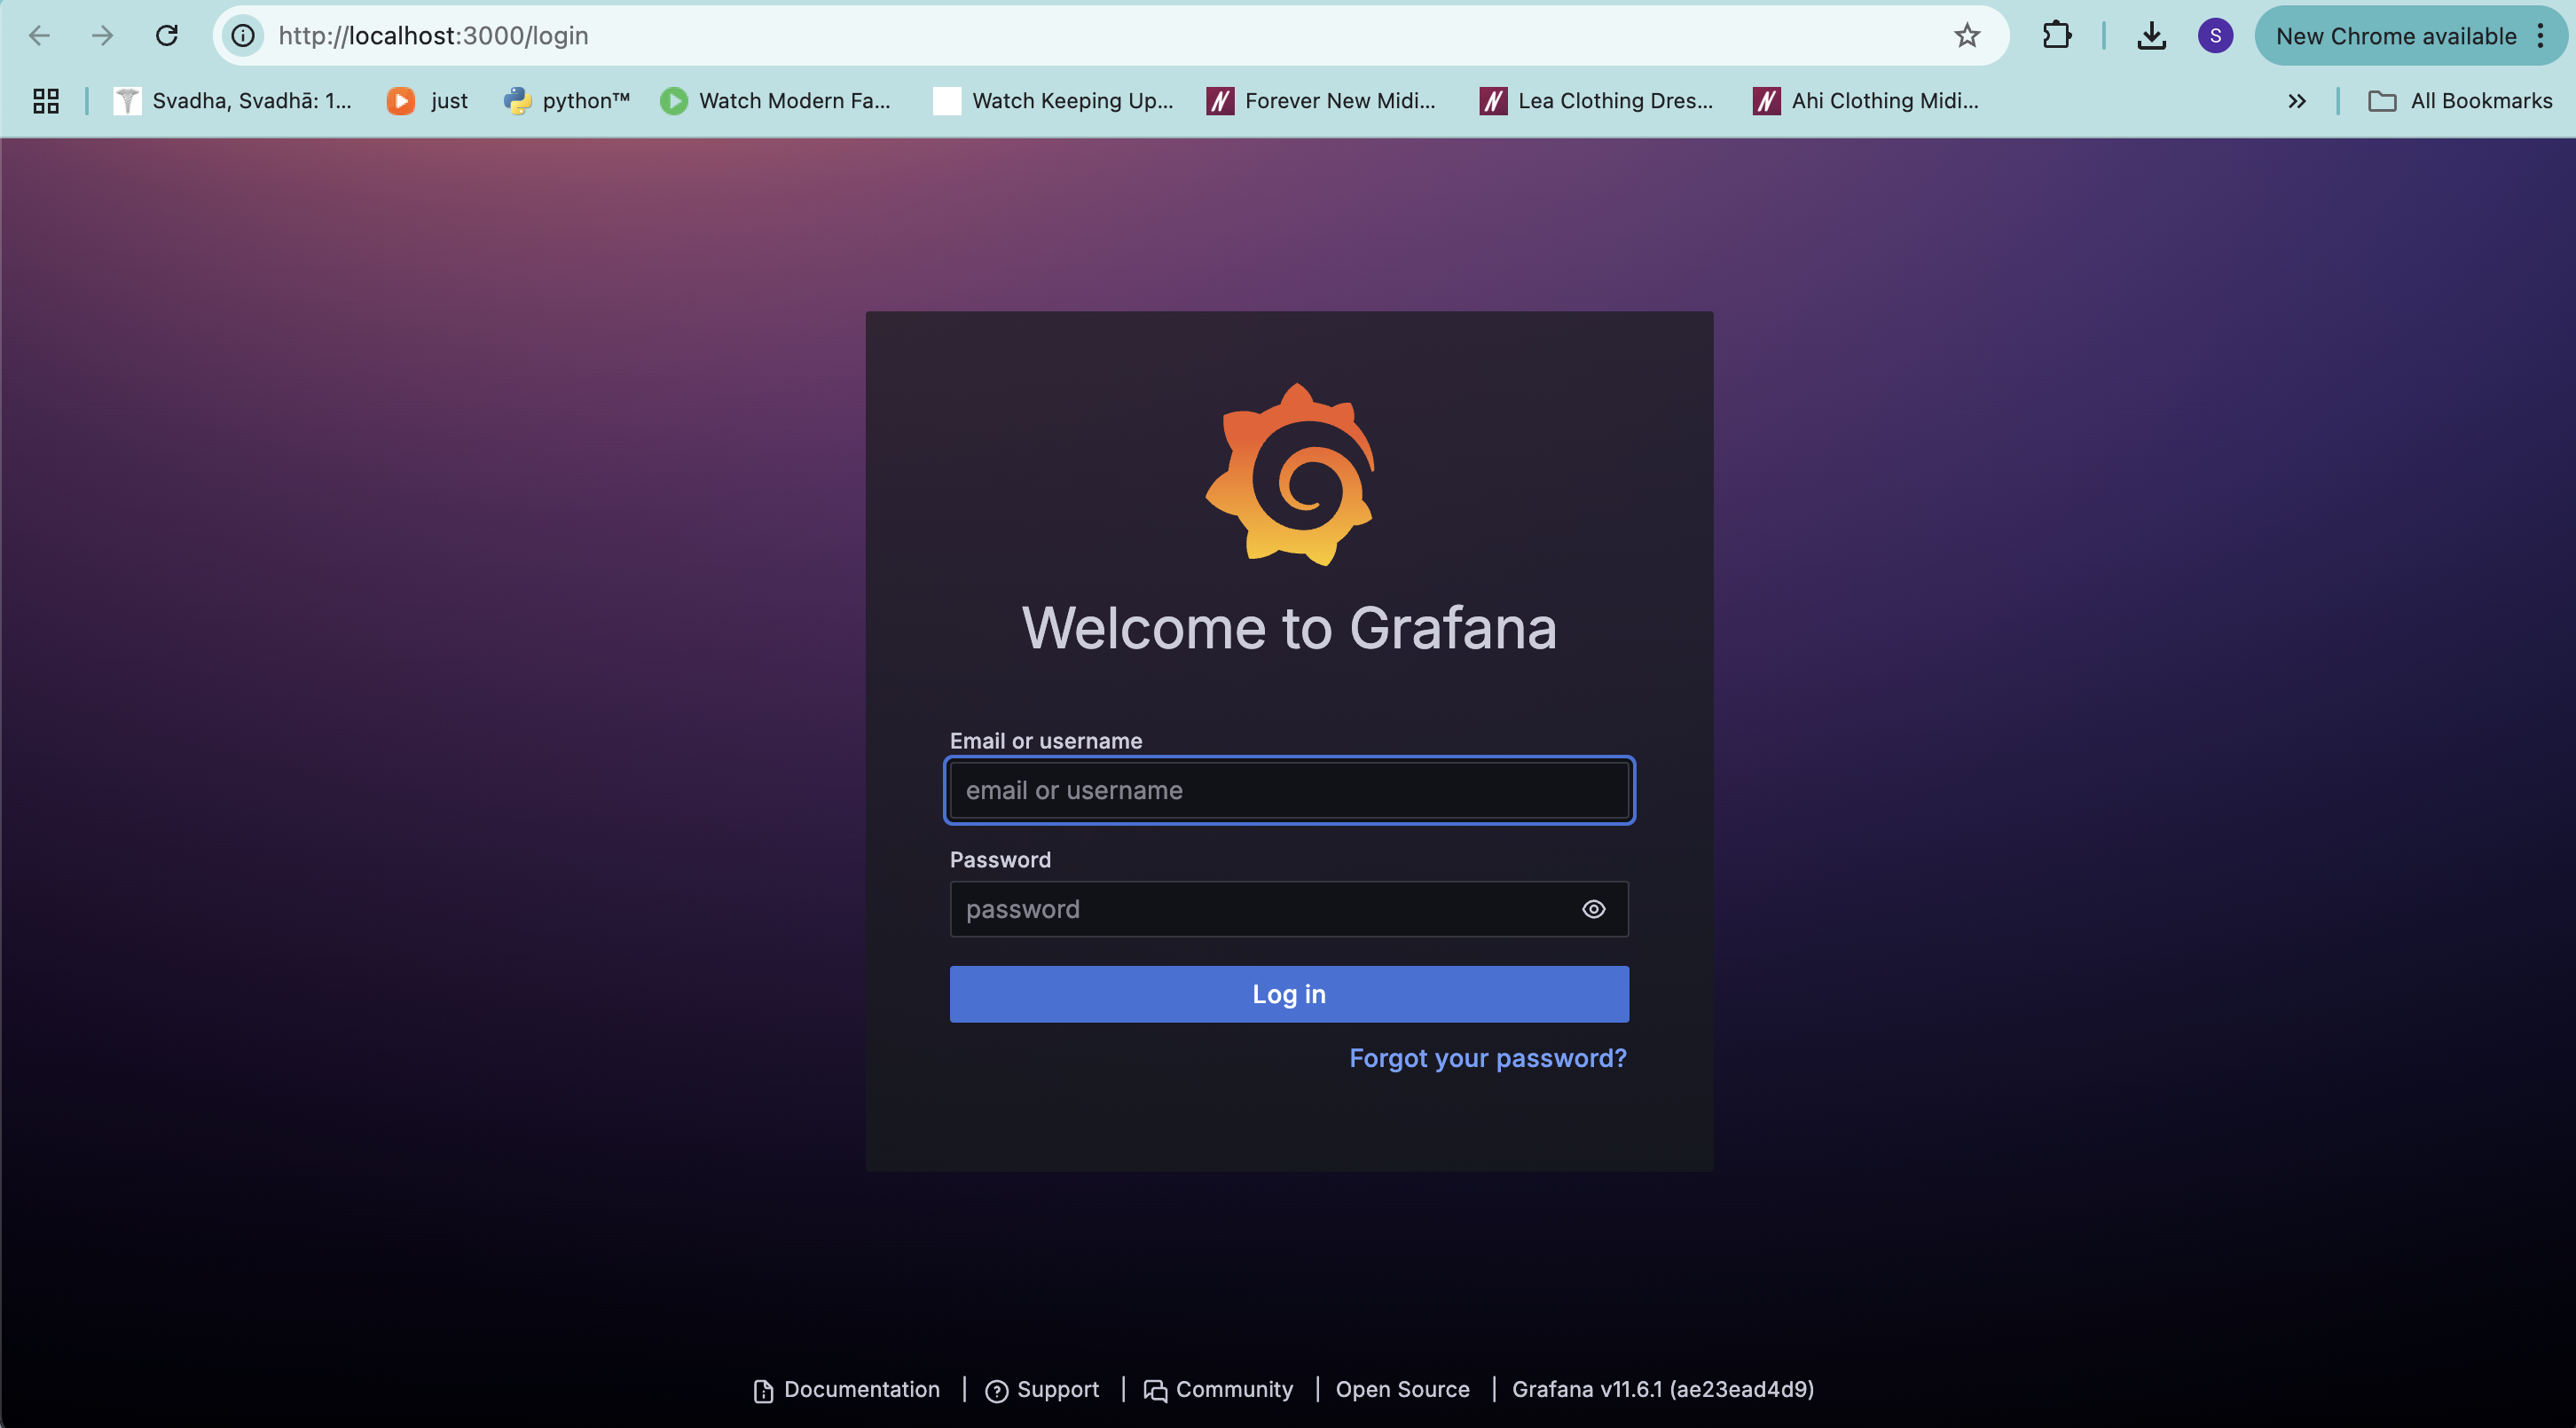 http://localhost:3000/login
S
New Chrome available
Svadha, Svadhā: 1...
just
python™
Watch Modern Fa...
Watch Keeping Up...
Forever New Midi...
Lea Clothing Dres...
Ahi Clothing Midi...
All Bookmarks
Welcome to Grafana
Email or username
email or username
Password
password
Log in
Forgot your password?
Documentation | Support | Community | Open Source | Grafana v11.6.1 (ae23ead4d9)